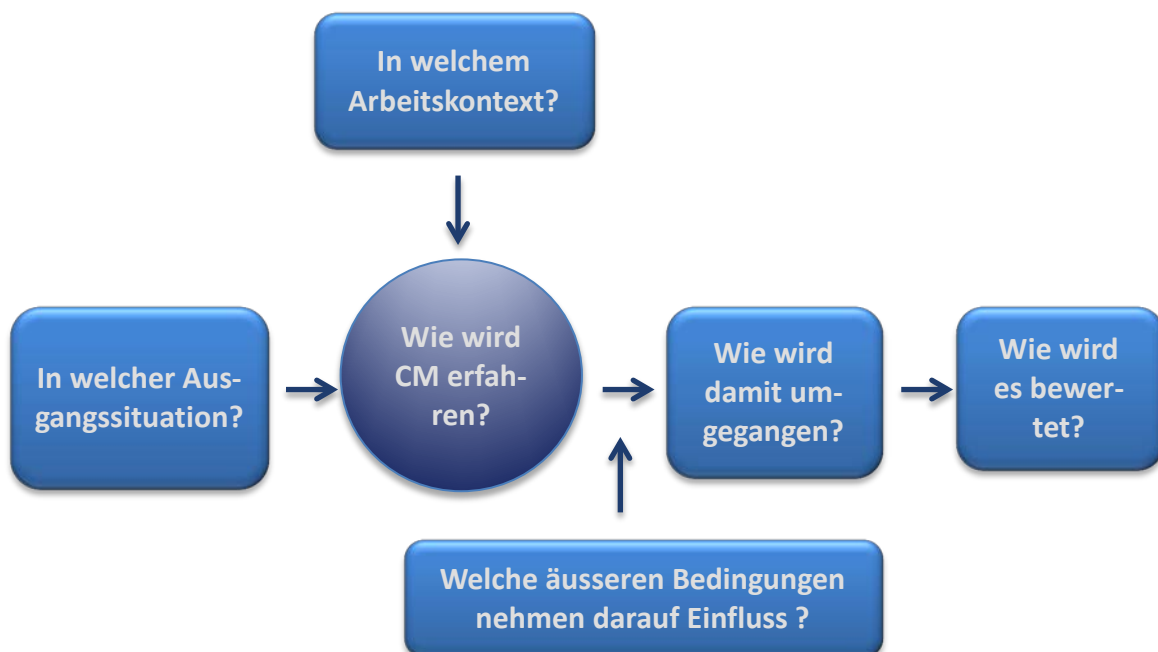 In welchem
Arbeitskontext?
In welcher Aus-
gangssituation?
Wie wird
CM erfah-
ren?
Wie wird
damit um-
gegangen?
Wie wird
es bewer-
tet?
Welche äusseren Bedingungen
nehmen darauf Einfluss ?